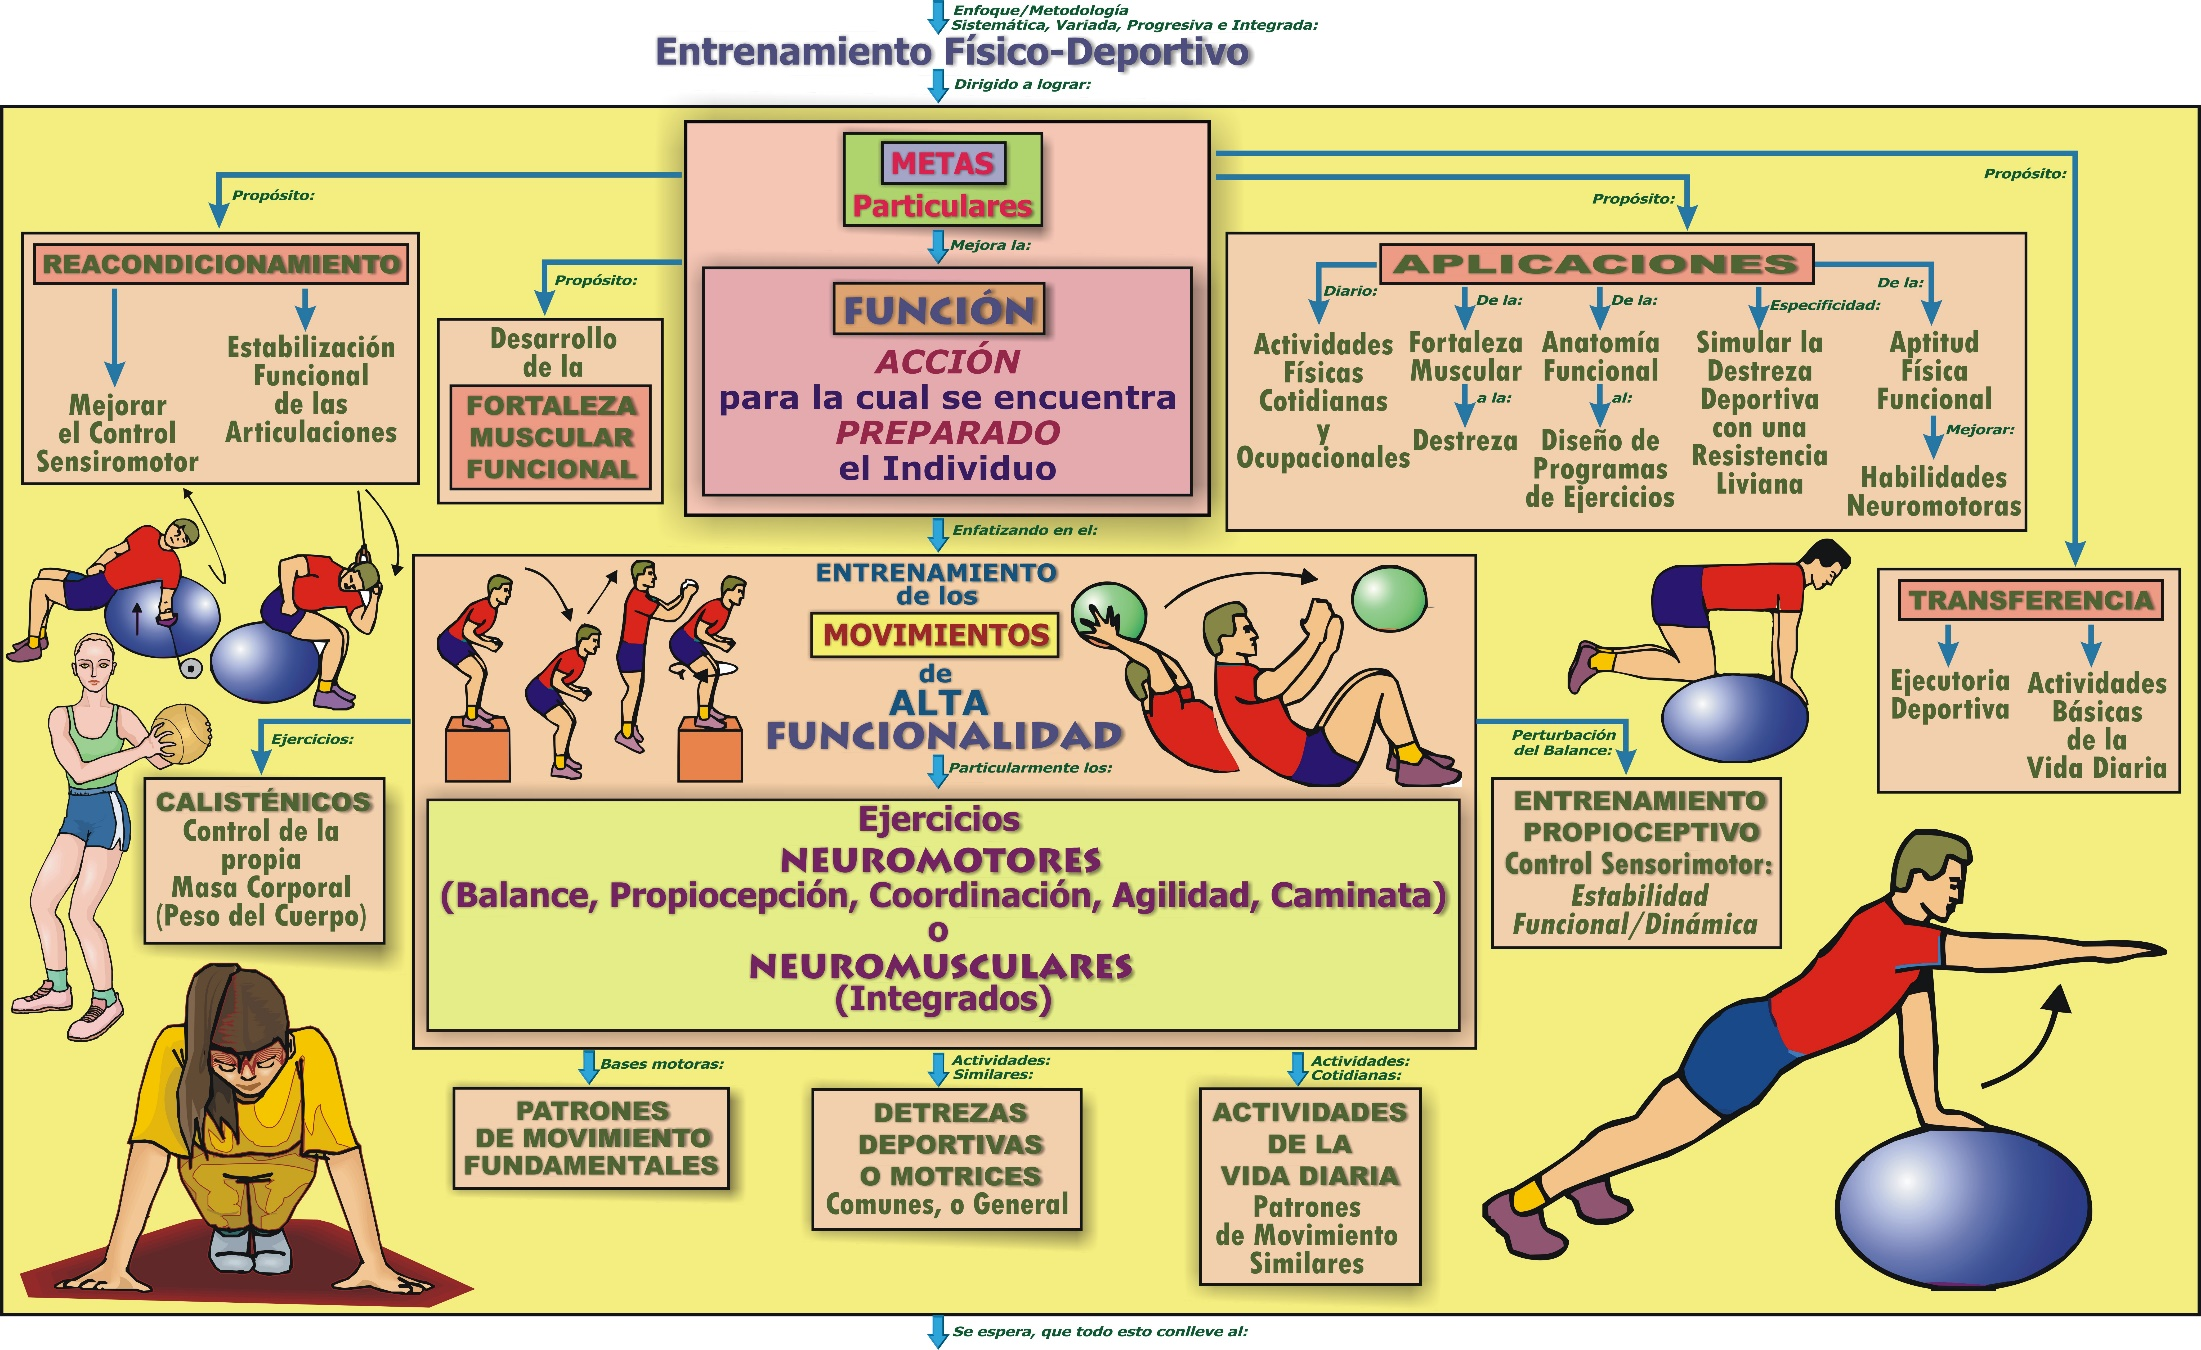 Enfoque/Metodología
Sistemática, Variada, Progresiva e Integrada:
Entrenamiento Físico-Deportivo
Dirigido a lograr:
METAS
Particulares
Mejora la:
FUNCIÓN
ACCIÓN
para la cual se encuentra
PREPARADO
el Individuo
Propósito:
REACONDICIONAMIENTO
Mejorar
el Control
Sensiromotor
Estabilización
Funcional
de las
Articulaciones
Propósito:
Desarrollo
de la
FORTALEZA
MUSCULAR
FUNCIONAL
Propósito:
APLICACIONES
Diario:
Actividades
Físicas
Cotidianas
y
Ocupacionales
De la:
Fortaleza
Muscular
a la:
Destreza
De la:
Anatomía
Funcional
al:
Diseño de
Programas
de Ejercicios
Especificidad:
Simular la
Destreza
Deportiva
con una
Resistencia
Liviana
De la:
Aptitud
Física
Funcional
Mejorar:
Habilidades
Neuromotoras
Propósito:
TRANSFERENCIA
Ejecutoria
Deportiva
Actividades
Básicas
de la
Vida Diaria
Enfatizando en el:
ENTRENAMIENTO
de los
MOVIMIENTOS
de
ALTA
FUNCIONALIDAD
Particularmente los:
Ejercicios
NEUROMOTORES
(Balance, Propiocepción, Coordinación, Agilidad, Caminata)
o
NEUROMUSCULARES
(Integrados)
Ejercicios:
CALISTÉNICOS
Control de la
propia
Masa Corporal
(Peso del Cuerpo)
Perturbación
del Balance:
ENTRENAMIENTO
PROPIOCEPTIVO
Control Sensorimotor:
Estabilidad
Funcional/Dinámica
Bases motoras:
PATRONES
DE MOVIMIENTO
FUNDAMENTALES
Actividades:
Similares:
DETREZAS
DEPORTIVAS
O MOTRICES
Comunes, o General
Actividades:
Cotidianas:
ACTIVIDADES
DE LA
VIDA DIARIA
Patrones
de Movimiento
Similares
Se espera, que todo esto conlleve al: